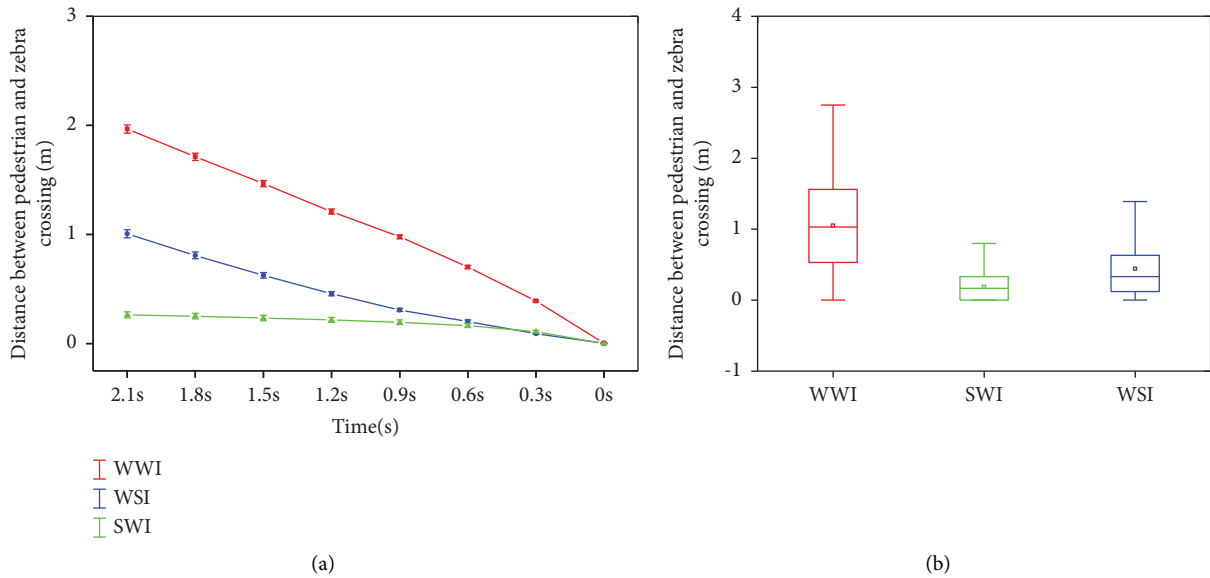 Distance between pedestrian and zebra
crossing (m)
3
2
1
0
2.1s 1.8s 1.5s 1.2s 0.9s 0.6s 0.3s 0s
Time(s)
WWI
WSI
SWI
(a)
Distance between pedestrian and zebra
crossing (m)
4
3
2
1
0
-1
WWI SWI WSI
(b)